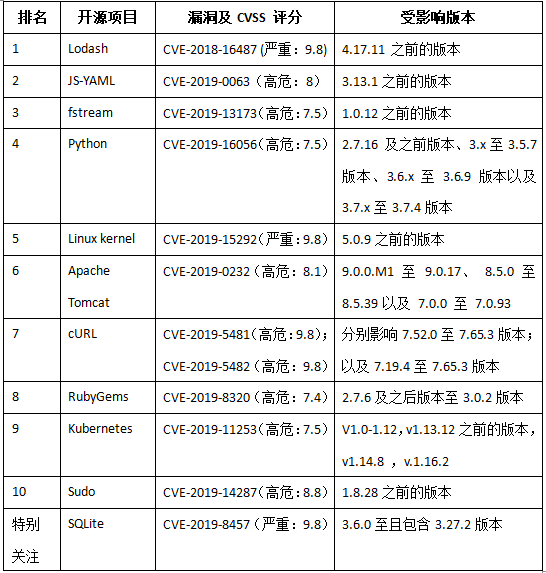 排名 开源项目 漏洞及 CVSS 评分 受影响版本
1 Lodash CVE-2018-16487 (严重：9.8) 4.17.11 之前的版本
2 JS-YAML CVE-2019-0063（高危：8） 3.13.1 之前的版本
3 fstream CVE-2019-13173（高危：7.5） 1.0.12 之前的版本
4 Python CVE-2019-16056（高危：7.5） 2.7.16 及之前版本、3.x 至 3.5.7
版本、3.6.x 至 3.6.9 版本以及
3.7.x 至 3.7.4 版本
5 Linux kernel CVE-2019-15292（严重：9.8） 5.0.9 之前的版本
6 Apache CVE-2019-0232（高危：8.1） 9.0.0.M1 至 9.0.17、 8.5.0 至
Tomcat 8.5.39 以及 7.0.0 至 7.0.93
7 cURL CVE-2019-5481（高危：9.8）； 分别影响 7.52.0 至 7.65.3 版本；
CVE-2019-5482（高危：9.8） 以及 7.19.4 至 7.65.3 版本
8 RubyGems CVE-2019-8320（高危：7.4） 2.7.6 及之后版本至 3.0.2 版本
9 Kubernetes CVE-2019-11253（高危：7.5） V1.0-1.12，v1.13.12 之前的版本，
v1.14.8 ，v.1.16.2
10 Sudo CVE-2019-14287（高危：8.8） 1.8.28 之前的版本
特别 SQLite CVE-2019-8457（严重：9.8） 3.6.0 至且包含 3.27.2 版本
关注